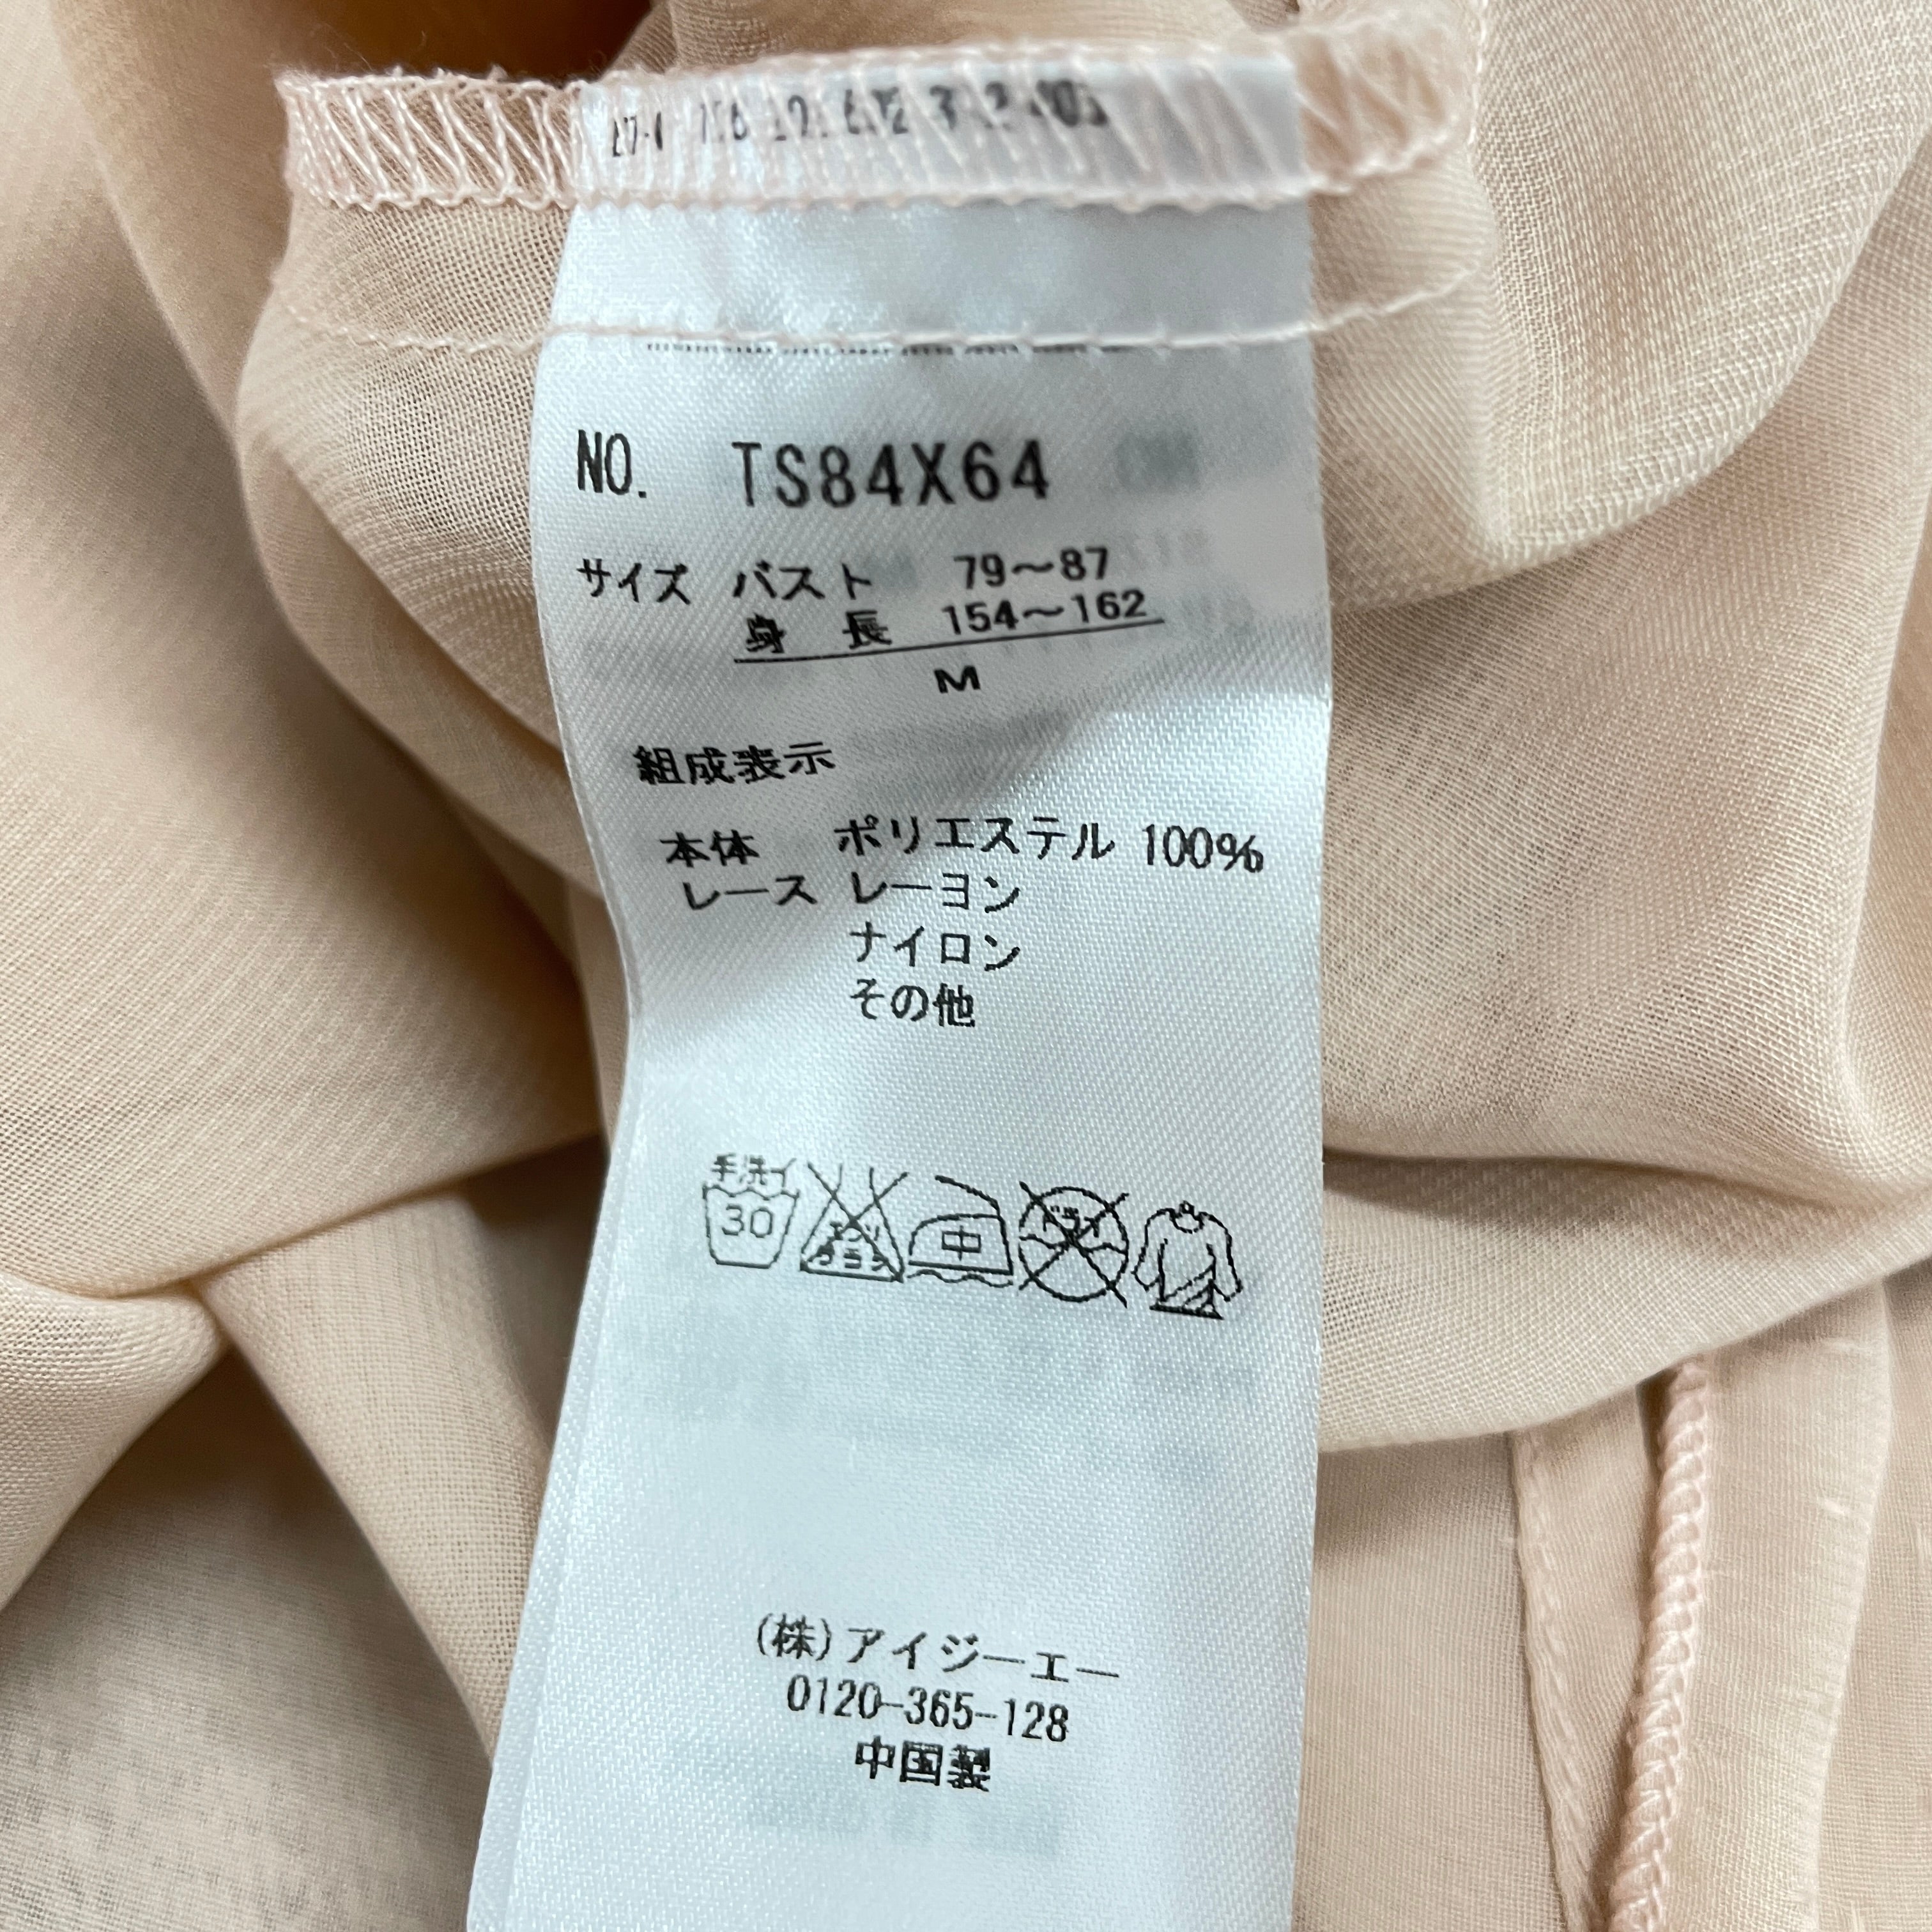 NO. TS84X64
サイズ バスト 79～87
身長 154～162
M
組成表示
本体 ポリエステル 100%
レース レーヨン
ナイロン
その他
手洗イ
30
エンソ
サラシ
中
ドライ
(株)アイジーエー
0120-365-128
中国製